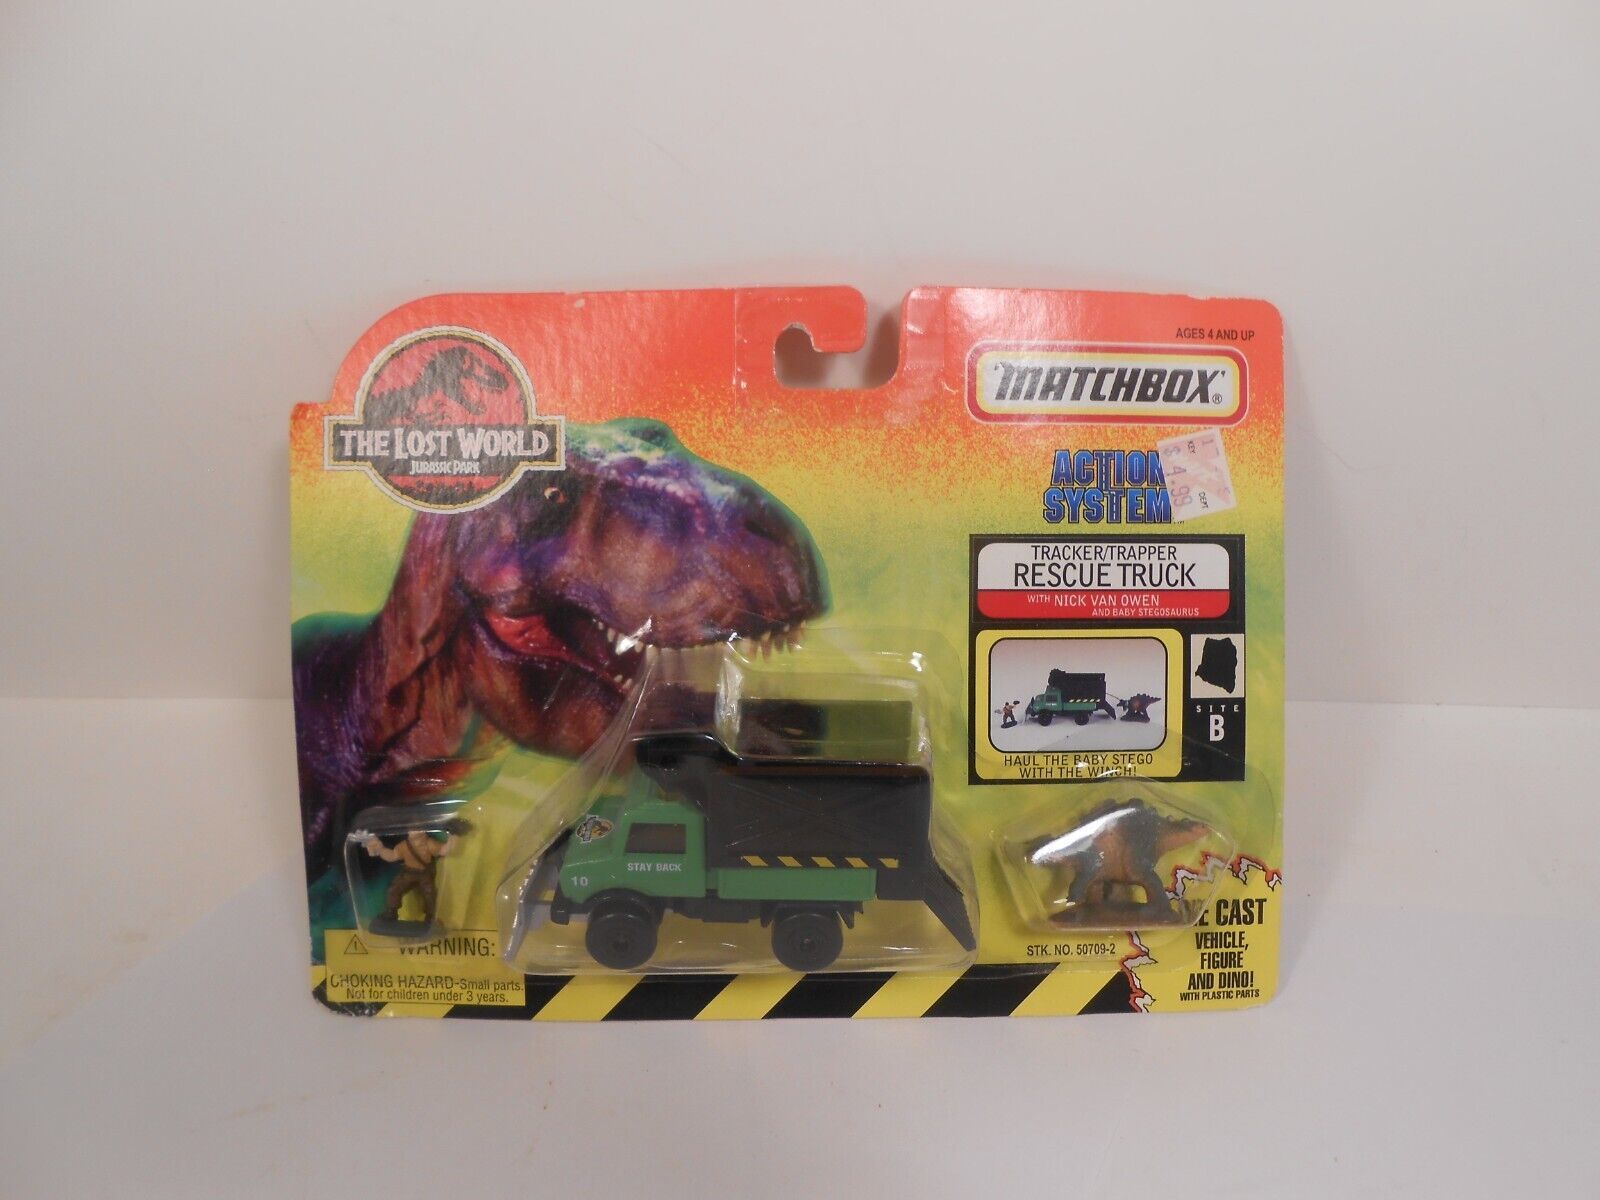 THE LOST WORLD
JURASSIC PARK
AGES 4 AND UP
MATCHBOX®
ACTION
SYSTEM
KEY
$4.99
DEPT
TRACKER/TRAPPER
RESCUE TRUCK
WITH NICK VAN OWEN
AND BABY STEGOSAURUS
SITE
B
HAUL THE BABY STEGO
WITH THE WINCH!
STAY BACK
10
WARNING:
CHOKING HAZARD-Small parts.
Not for children under 3 years.
STK. NO. 50709-2
CAST
VEHICLE,
FIGURE
AND DINO!
WITH PLASTIC PARTS